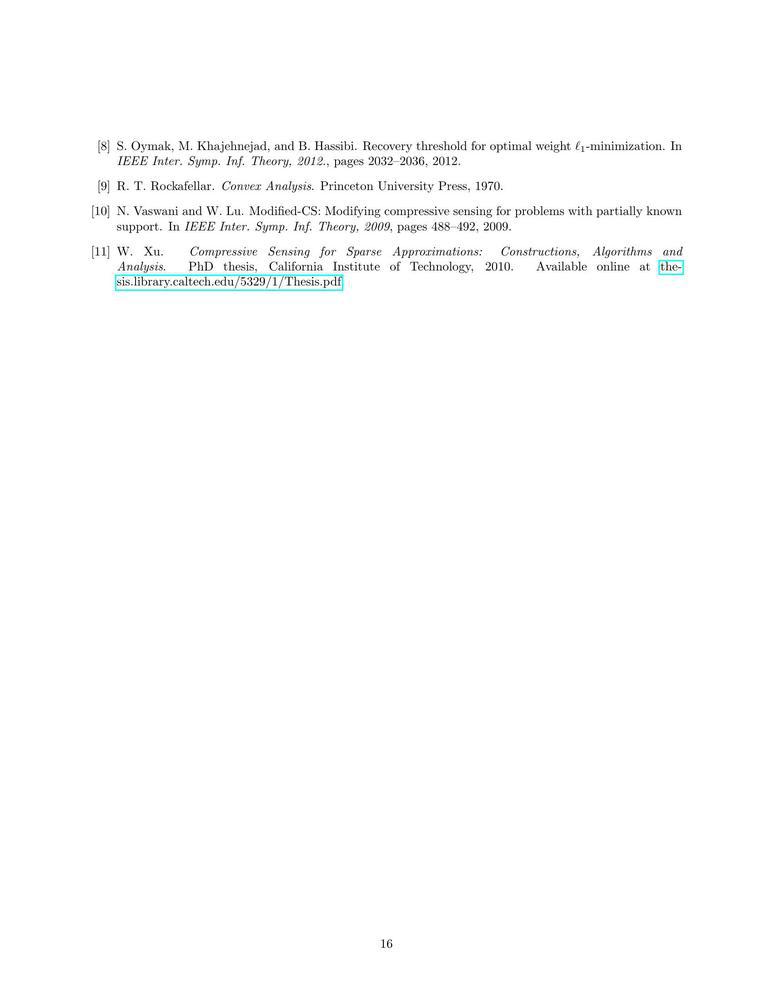 [8] S. Oymak, M. Khajehnejad, and B. Hassibi. Recovery threshold for optimal weight ℓ₁-minimization. In
IEEE Inter. Symp. Inf. Theory, 2012., pages 2032–2036, 2012.
[9] R. T. Rockafellar. Convex Analysis. Princeton University Press, 1970.
[10] N. Vaswani and W. Lu. Modified-CS: Modifying compressive sensing for problems with partially known
support. In IEEE Inter. Symp. Inf. Theory, 2009, pages 488–492, 2009.
[11] W. Xu. Compressive Sensing for Sparse Approximations: Constructions, Algorithms and
Analysis. PhD thesis, California Institute of Technology, 2010. Available online at the-
sis.library.caltech.edu/5329/1/Thesis.pdf
16